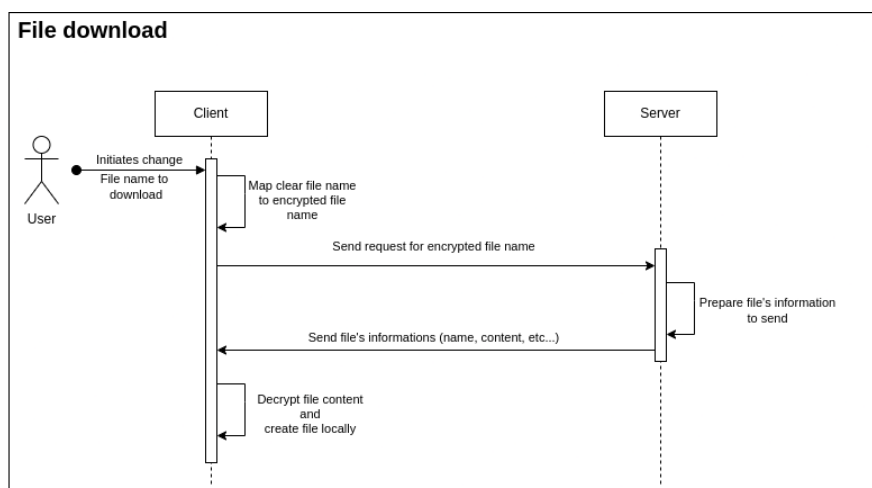 File download
Client
Server
User
Initiates change
File name to
download
Map clear file name
to encrypted file
name
Send request for encrypted file name
Prepare file's information
to send
Send file's informations (name, content, etc...)
Decrypt file content
and
create file locally